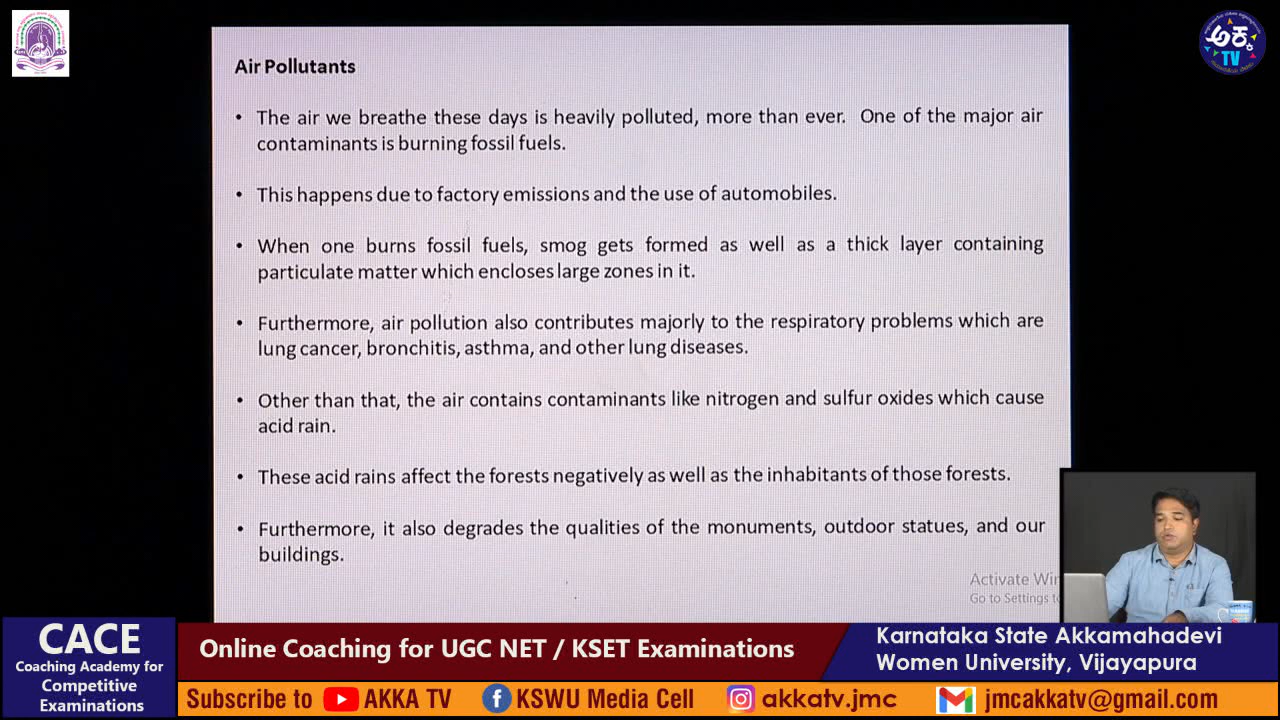 ಅಕ್ಕ
TV
Air Pollutants
• The air we breathe these days is heavily polluted, more than ever. One of the major air
contaminants is burning fossil fuels.
• This happens due to factory emissions and the use of automobiles.
• When one burns fossil fuels, smog gets formed as well as a thick layer containing
particulate matter which encloses large zones in it.
• Furthermore, air pollution also contributes majorly to the respiratory problems which are
lung cancer, bronchitis, asthma, and other lung diseases.
• Other than that, the air contains contaminants like nitrogen and sulfur oxides which cause
acid rain.
• These acid rains affect the forests negatively as well as the inhabitants of those forests.
• Furthermore, it also degrades the qualities of the monuments, outdoor statues, and our
buildings.
Activate Win
Go to Settings to
CACE
Coaching Academy for
Competitive
Examinations
Online Coaching for UGC NET / KSET Examinations
Karnataka State Akkamahadevi
Women University, Vijayapura
Subscribe to AKKA TV KSWU Media Cell akkatv.jmc jmcakkatv@gmail.com